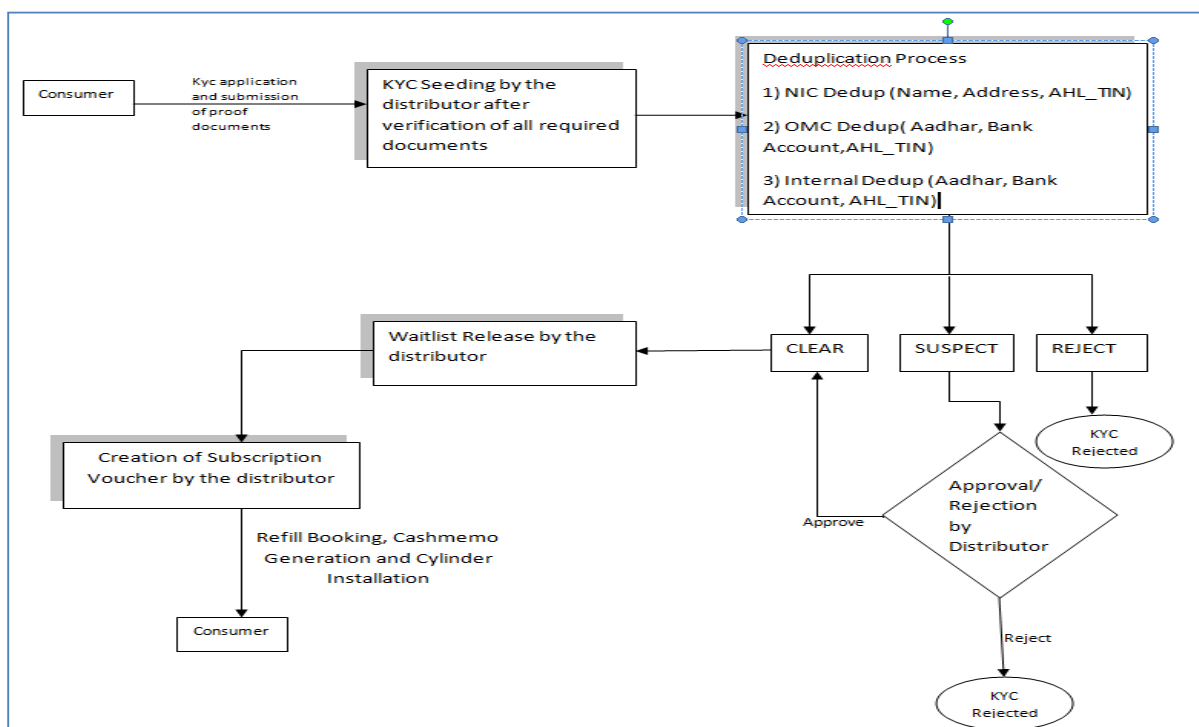 Consumer
Kyc application
and submission
of proof
documents
KYC Seeding by the
distributor after
verification of all required
documents
Deduplication Process
1) NIC Dedup (Name, Address, AHL_TIN)
2) OMC Dedup( Aadhar, Bank
Account,AHL_TIN)
3) Internal Dedup (Aadhar, Bank
Account, AHL_TIN)
Waitlist Release by the
distributor
CLEAR
SUSPECT
REJECT
KYC
Rejected
Creation of Subscription
Voucher by the distributor
Approval/
Rejection
by
Distributor
Approve
Refill Booking, Cashmemo
Generation and Cylinder
Installation
Consumer
Reject
KYC
Rejected